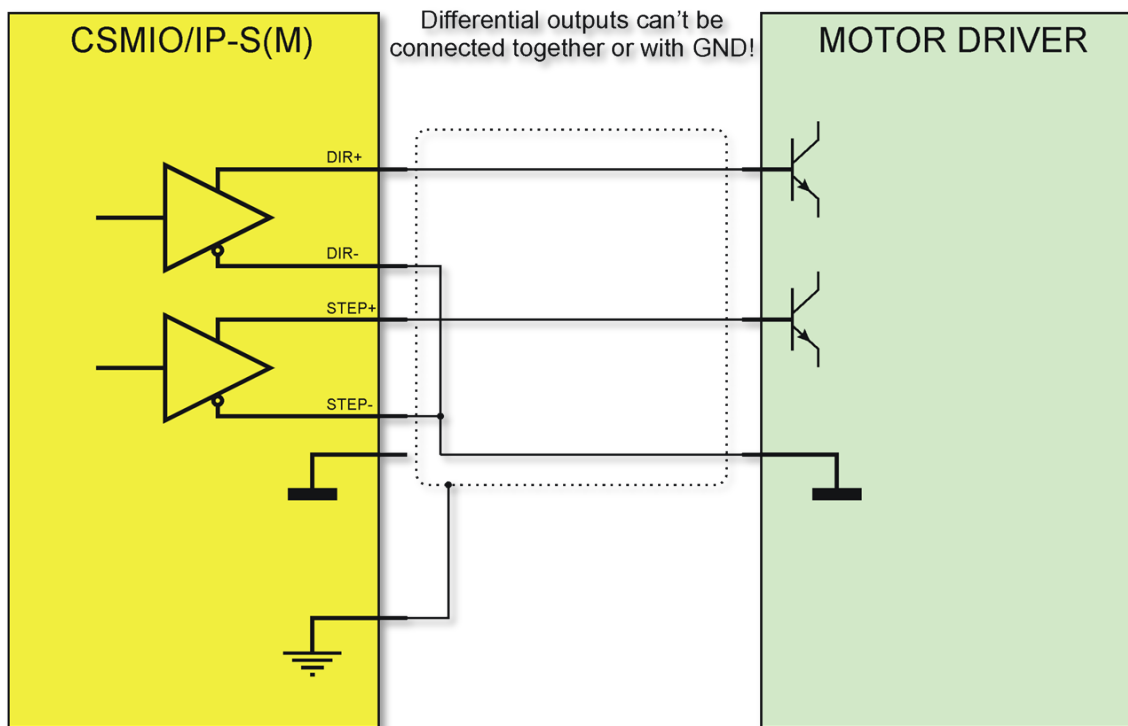 CSMIO/IP-S(M)
Differential outputs can’t be
connected together or with GND!
MOTOR DRIVER
DIR+
DIR-
STEP+
STEP-